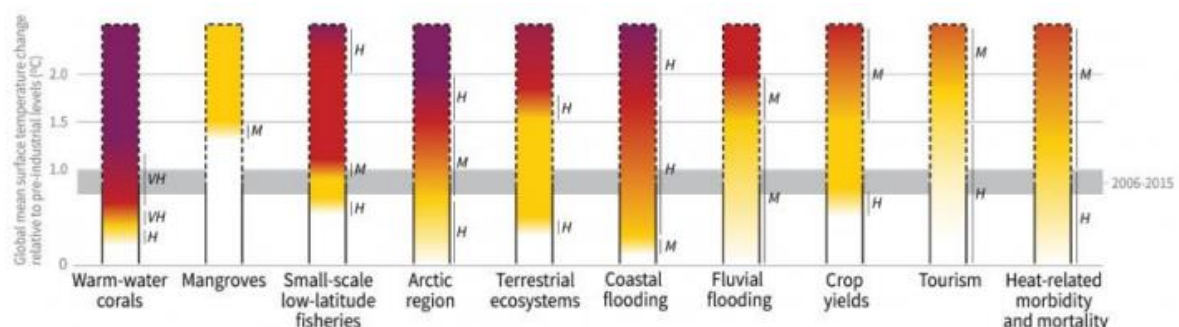 Global mean surface temperature change
relative to pre-industrial levels (°C)
2.0
1.5
1.0
0
2006-2015
VH
VH
H
M
H
M
H
H
M
H
H
H
H
H
M
M
M
M
H
M
H
M
H
Warm-water
corals
Mangroves
Small-scale
low-latitude
fisheries
Arctic
region
Terrestrial
ecosystems
Coastal
flooding
Fluvial
flooding
Crop
yields
Tourism
Heat-related
morbidity
and mortality